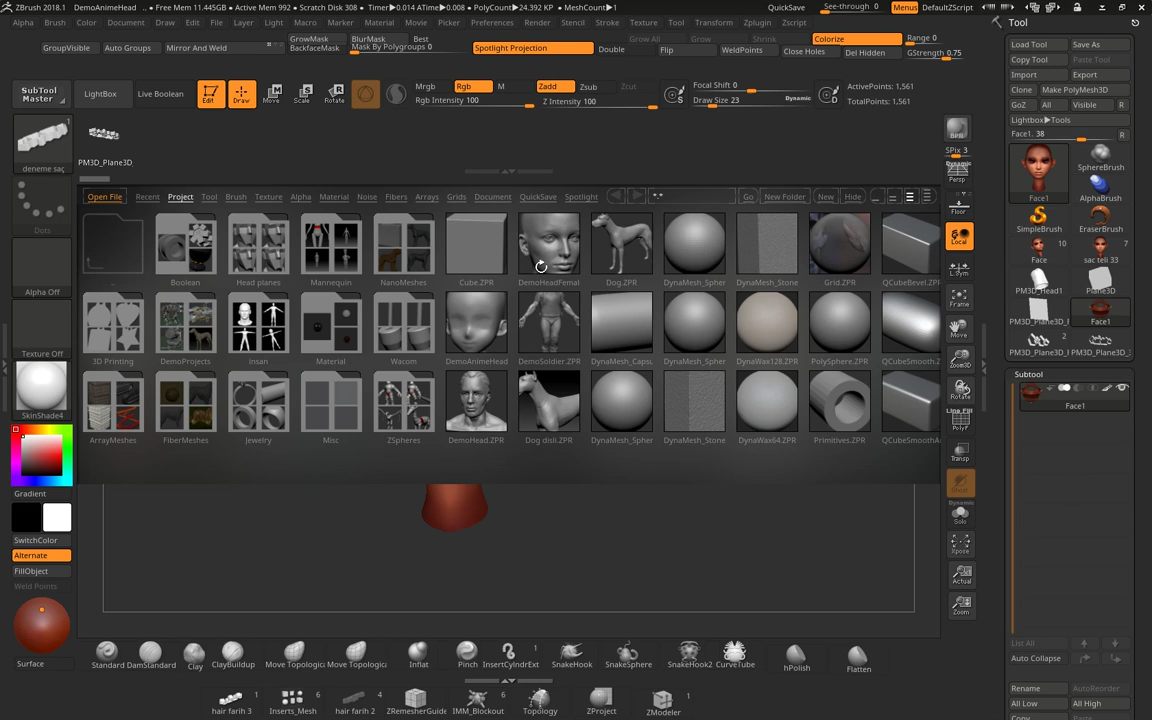 ZBrush 2018.1 DemoAnimeHead .. • Free Mem 11.445GB • Active Mem 992 • Scratch Disk 308 • Timer▶0.014 ATime▶0.008 • PolyCount▶24.392 KP • MeshCount▶1 QuickSave See-through 0 Menus DefaultZScript
Alpha Brush Color Document Draw Edit File Layer Light Macro Marker Material Movie Picker Preferences Render Stencil Stroke Texture Tool Transform Zplugin Zscript
Tool
GroupVisible Auto Groups Mirror And Weld GrowMask BlurMask Best BackfaceMask Mask By Polygroups 0 Spotlight Projection Double Grow All Grow Shrink Flip WeldPoints Colorize Close Holes Del Hidden Range 0 GStrength 0.75
SubTool Master LightBox Live Boolean Edit Draw Move Scale Rotate Mrgb Rgb M Rgb Intensity 100 Zadd Zsub Zcut Z Intensity 100 Focal Shift 0 Draw Size 23 Dynamic ActivePoints: 1,561 TotalPoints: 1,561
Load Tool Save As
Copy Tool Paste Tool
Import Export
Clone Make PolyMesh3D
GoZ All Visible R
Lightbox▶Tools
Face1. 38 R
deneme saç 1
PM3D_Plane3D
Dots
Alpha Off
Texture Off
SkinShade4
Gradient
SwitchColor
Alternate
FillObject
Weld Points
Surface
Open File Recent Project Tool Brush Texture Alpha Material Noise Fibers Arrays Grids Document QuickSave Spotlight Go New Folder New Hide
.. Boolean Head planes Mannequin NanoMeshes Cube.ZPR DemoHeadFemal Dog.ZPR DynaMesh_Spher DynaMesh_Stone Grid.ZPR QCubeBevel.ZPR
3D Printing DemoProjects insan Material Wacom DemoAnimeHead DemoSoldier.ZPR DynaMesh_Capsu DynaMesh_Spher DynaWax128.ZPR PolySphere.ZPR QCubeSmooth.Z
ArrayMeshes FiberMeshes Jewelry Misc ZSpheres DemoHead.ZPR Dog disli.ZPR DynaMesh_Spher DynaMesh_Stone DynaWax64.ZPR Primitives.ZPR QCubeSmoothA
BPR
SPix 3
Dynamic
Persp
Floor
Local
L.Sym
Frame
Move
Zoom3D
Rotate
Line Fill
PolyF
Transp
Ghost
Dynamic
Solo
Xpose
Actual
Zoom
Face1 SphereBrush
AlphaBrush
SimpleBrush EraserBrush
10 7
Face sac teli 33
PM3D_Head1 Plane3D
PM3D_Plane3D_ Face1
2
PM3D_Plane3D_ PM3D_Plane3D_
Subtool
Face1
List All
Auto Collapse
Rename AutoReorder
All Low All High
Copy Paste
Standard DamStandard Clay ClayBuildup Move Topologic Move Topologic Inflat Pinch InsertCylndrExt 1 SnakeHook SnakeSphere SnakeHook2 CurveTube hPolish Flatten
hair farih 3 1 Inserts_Mesh 6 hair farih 2 4 ZRemesherGuide IMM_Blockout 6 Topology ZProject ZModeler 1